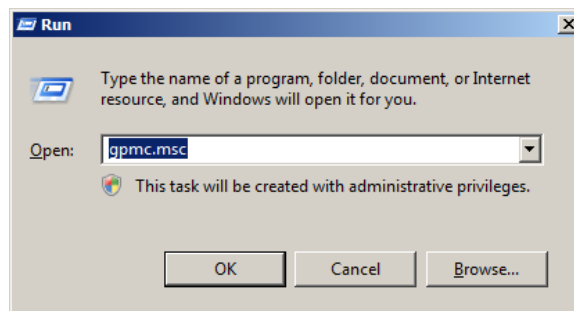 Run
Type the name of a program, folder, document, or Internet
resource, and Windows will open it for you.
Open:
gpmc.msc
This task will be created with administrative privileges.
OK
Cancel
Browse...